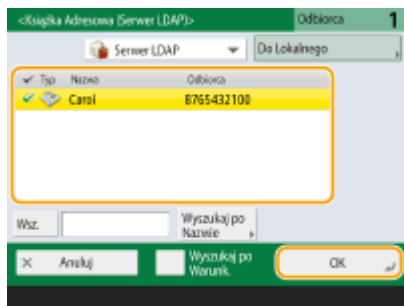 <Książka Adresowa (Serwer LDAP)>
Odbiorca 1
Serwer LDAP
Do Lokalnego
Typ Nazwa Odbiorca
Carol 8765432100
Wsz.
Wyszukaj po
Nazwie
Anuluj
Wyszukaj po
Warunk.
OK